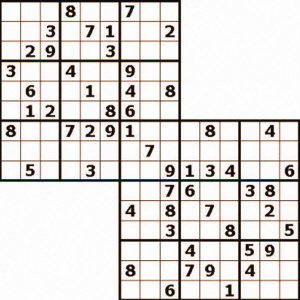 8 7
3 7 1 2
2 9 3
3 4 9
6 1 4 8
1 2 8 6
8 7 2 9 1 8 4
7
5 3 9 1 3 4 6
7 6 3 8
4 8 7 2
3 8 5
4 5 9
8 7 9 4
6 1